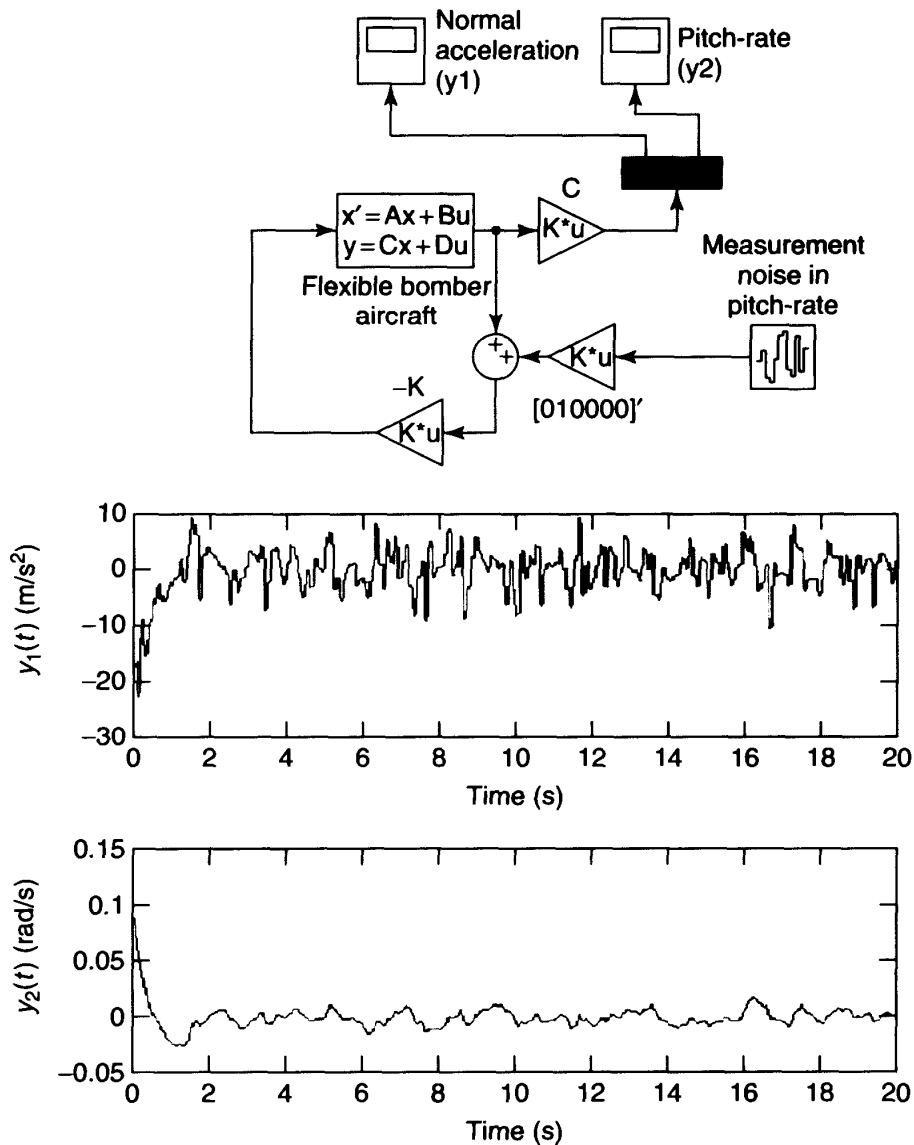 Normal
acceleration
(y1)
Pitch-rate
(y2)
C
x′=Ax+Bu
y=Cx+Du
K*u
Flexible bomber
aircraft
Measurement
noise in
pitch-rate
+
+
K*u
[010000]′
−K
K*u
10
0
−10
−20
−30
y₁(t) (m/s²)
0 2 4 6 8 10 12 14 16 18 20
Time (s)
0.15
0.1
0.05
0
−0.05
y₂(t) (rad/s)
0 2 4 6 8 10 12 14 16 18 20
Time (s)